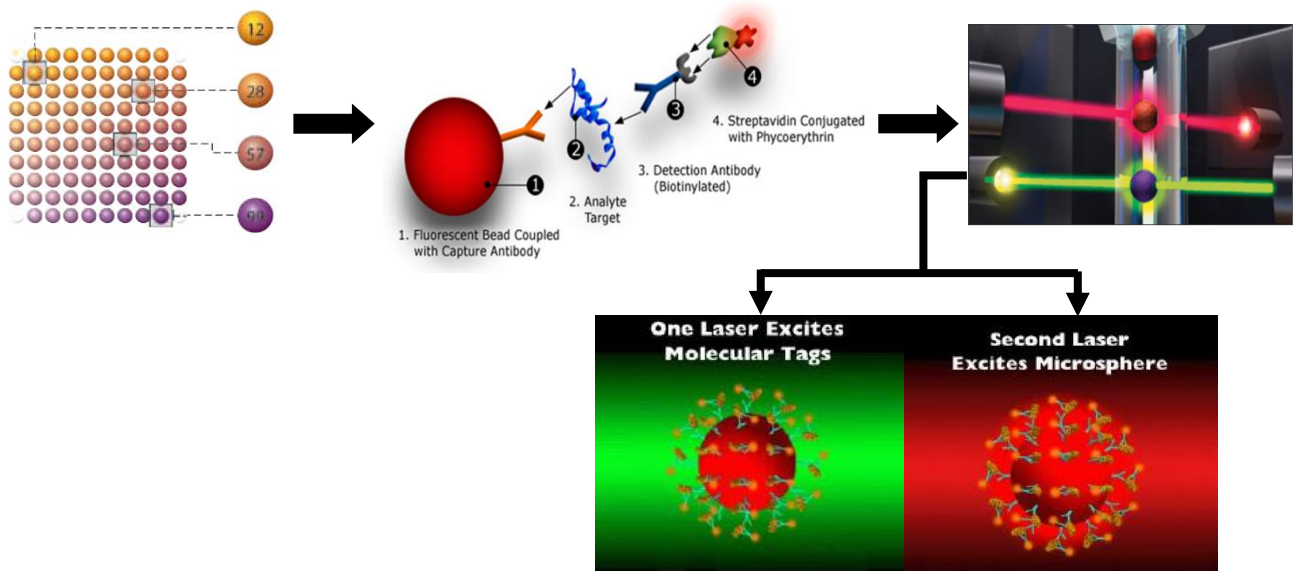 12
28
57
99
1
2
3
4
1. Fluorescent Bead Coupled
with Capture Antibody
2. Analyte
Target
3. Detection Antibody
(Biotinylated)
4. Streptavidin Conjugated
with Phycoerythrin
One Laser Excites
Molecular Tags
Second Laser
Excites Microsphere